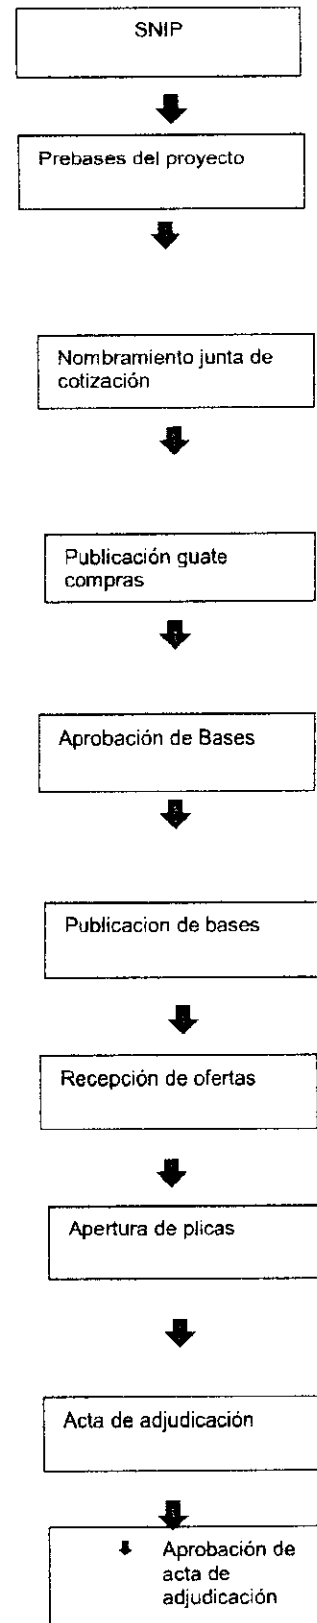 SNIP
Prebases del proyecto
Nombramiento junta de
cotización
Publicación guate
compras
Aprobación de Bases
Publicacion de bases
Recepción de ofertas
Apertura de plicas
Acta de adjudicación
Aprobación de
acta de
adjudicación